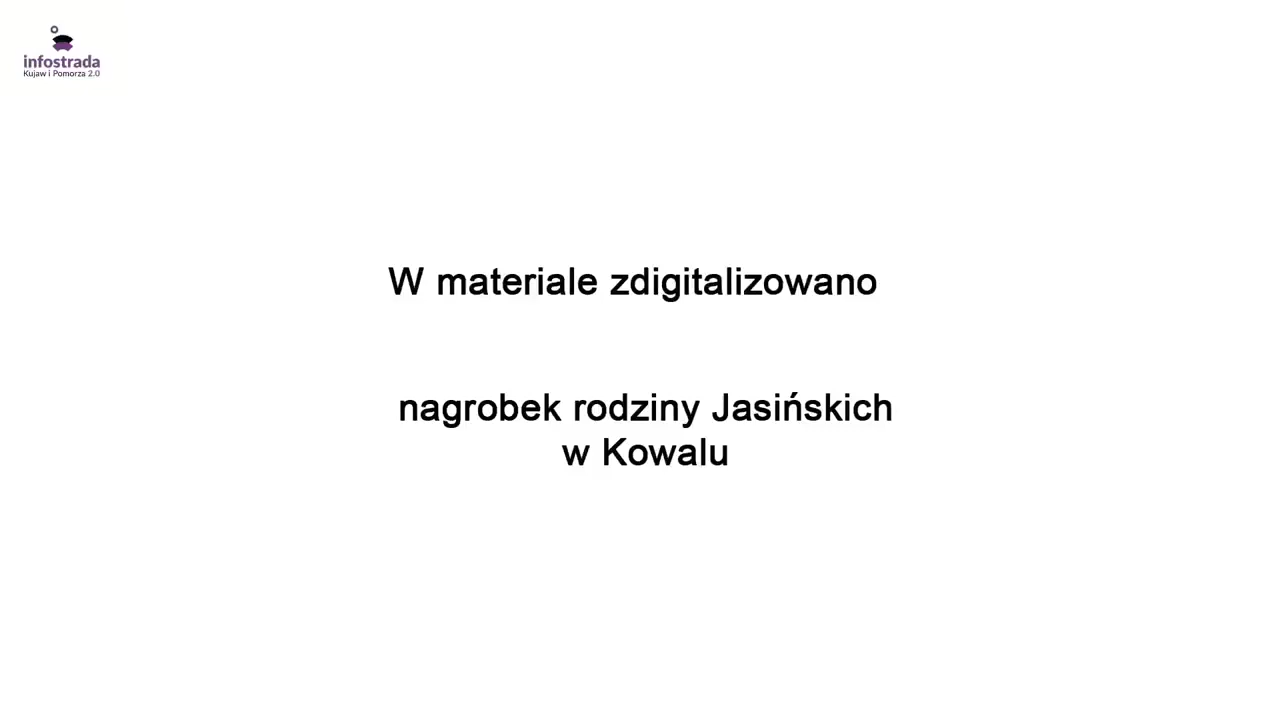 infostrada
Kujaw i Pomorza 2.0
W materiale zdigitalizowano
nagrobek rodziny Jasińskich
w Kowalu